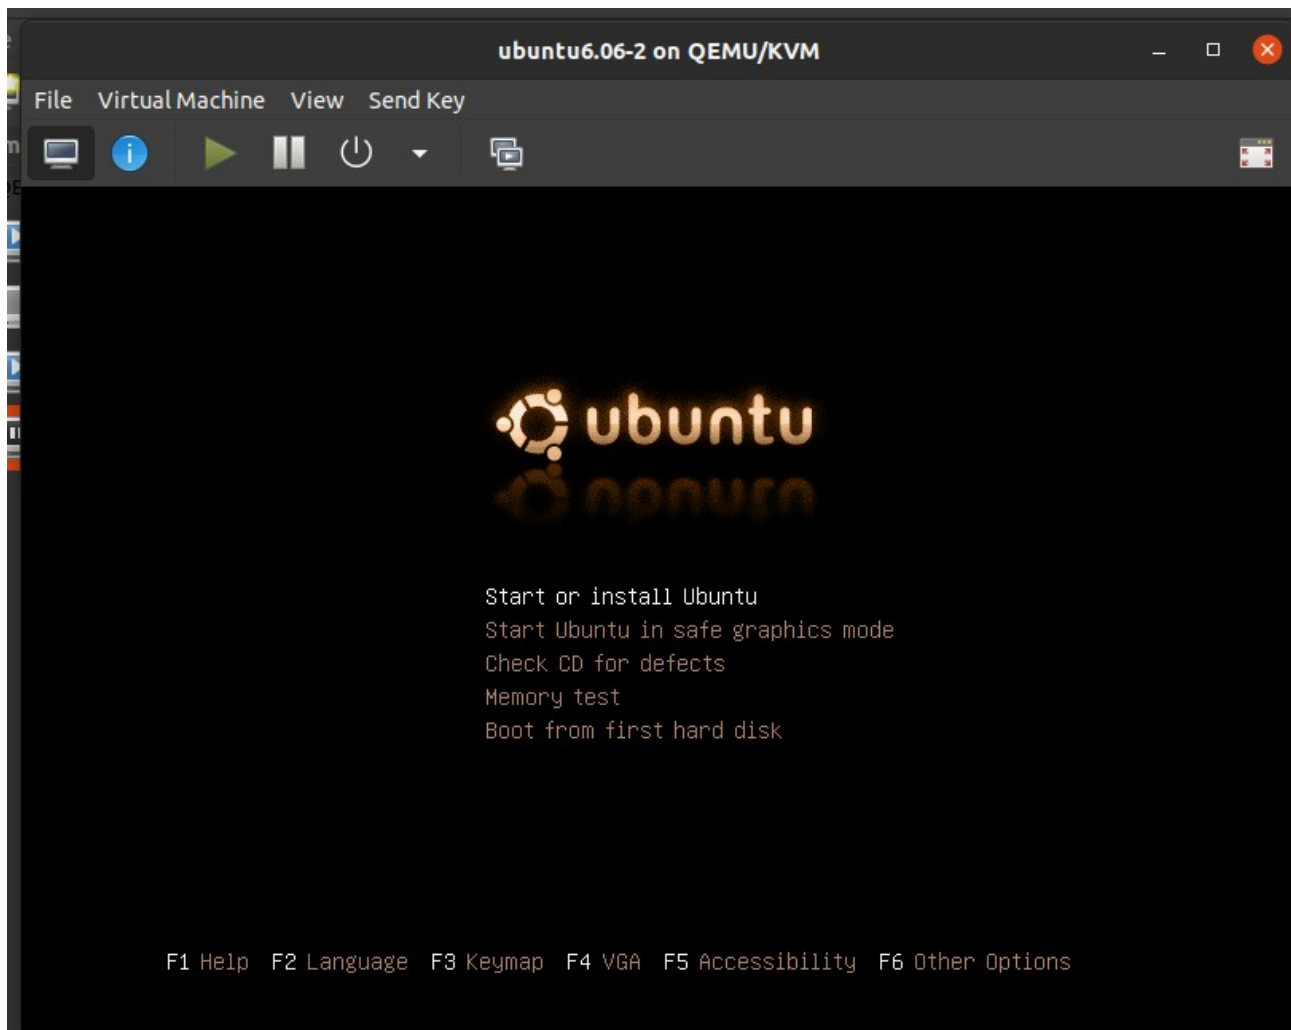 ubuntu6.06-2 on QEMU/KVM
File Virtual Machine View Send Key
ubuntu
Start or install Ubuntu
Start Ubuntu in safe graphics mode
Check CD for defects
Memory test
Boot from first hard disk
F1 Help F2 Language F3 Keymap F4 VGA F5 Accessibility F6 Other Options